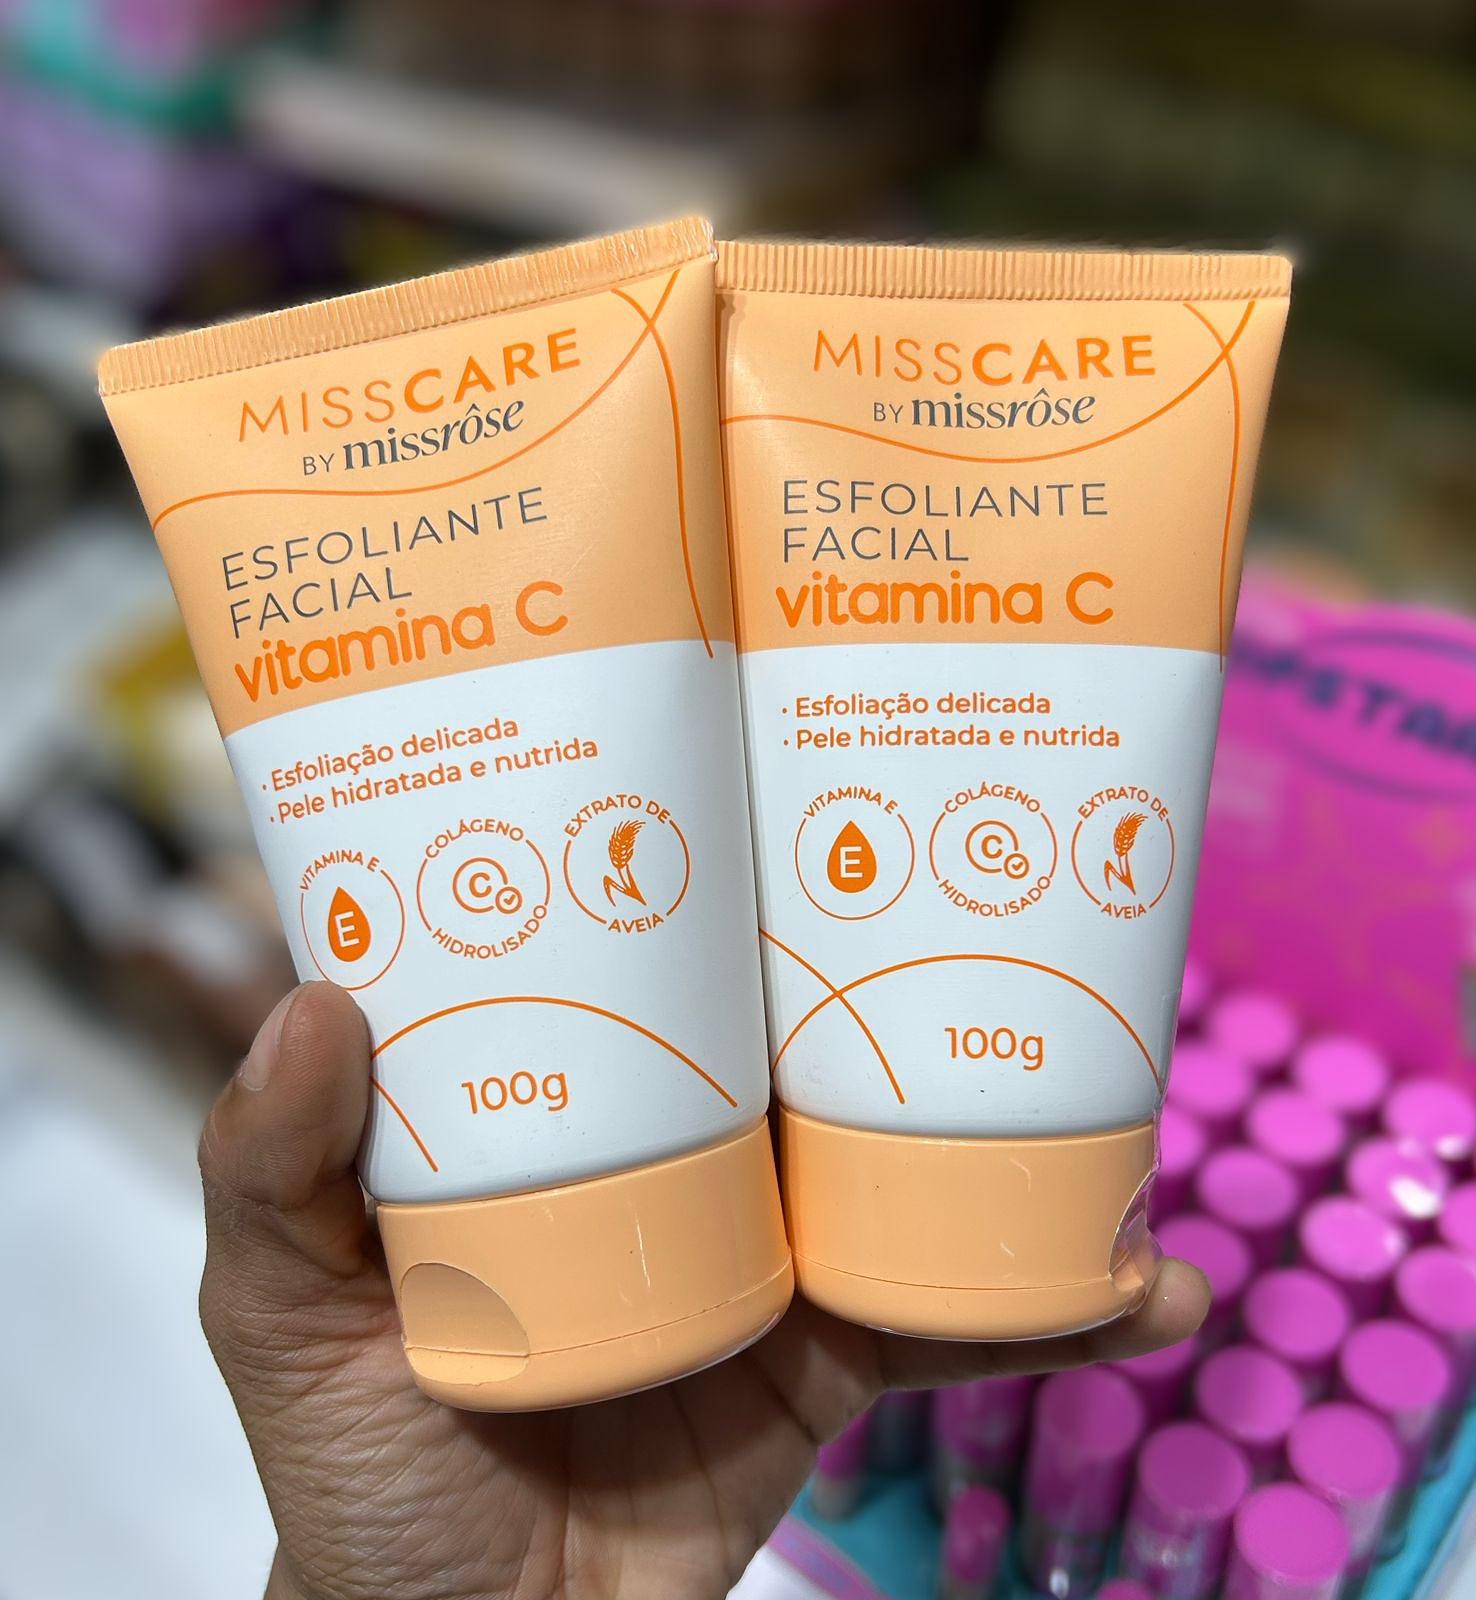 MISSCARE
BY missrôse
ESFOLIANTE
FACIAL
vitamina C
· Esfoliação delicada
· Pele hidratada e nutrida
VITAMINA E
E
COLÁGENO
C
HIDROLISADO
EXTRATO DE
AVEIA
100g
MISSCARE
BY missrôse
ESFOLIANTE
FACIAL
vitamina C
· Esfoliação delicada
· Pele hidratada e nutrida
VITAMINA E
E
COLÁGENO
C
HIDROLISADO
EXTRATO DE
AVEIA
100g